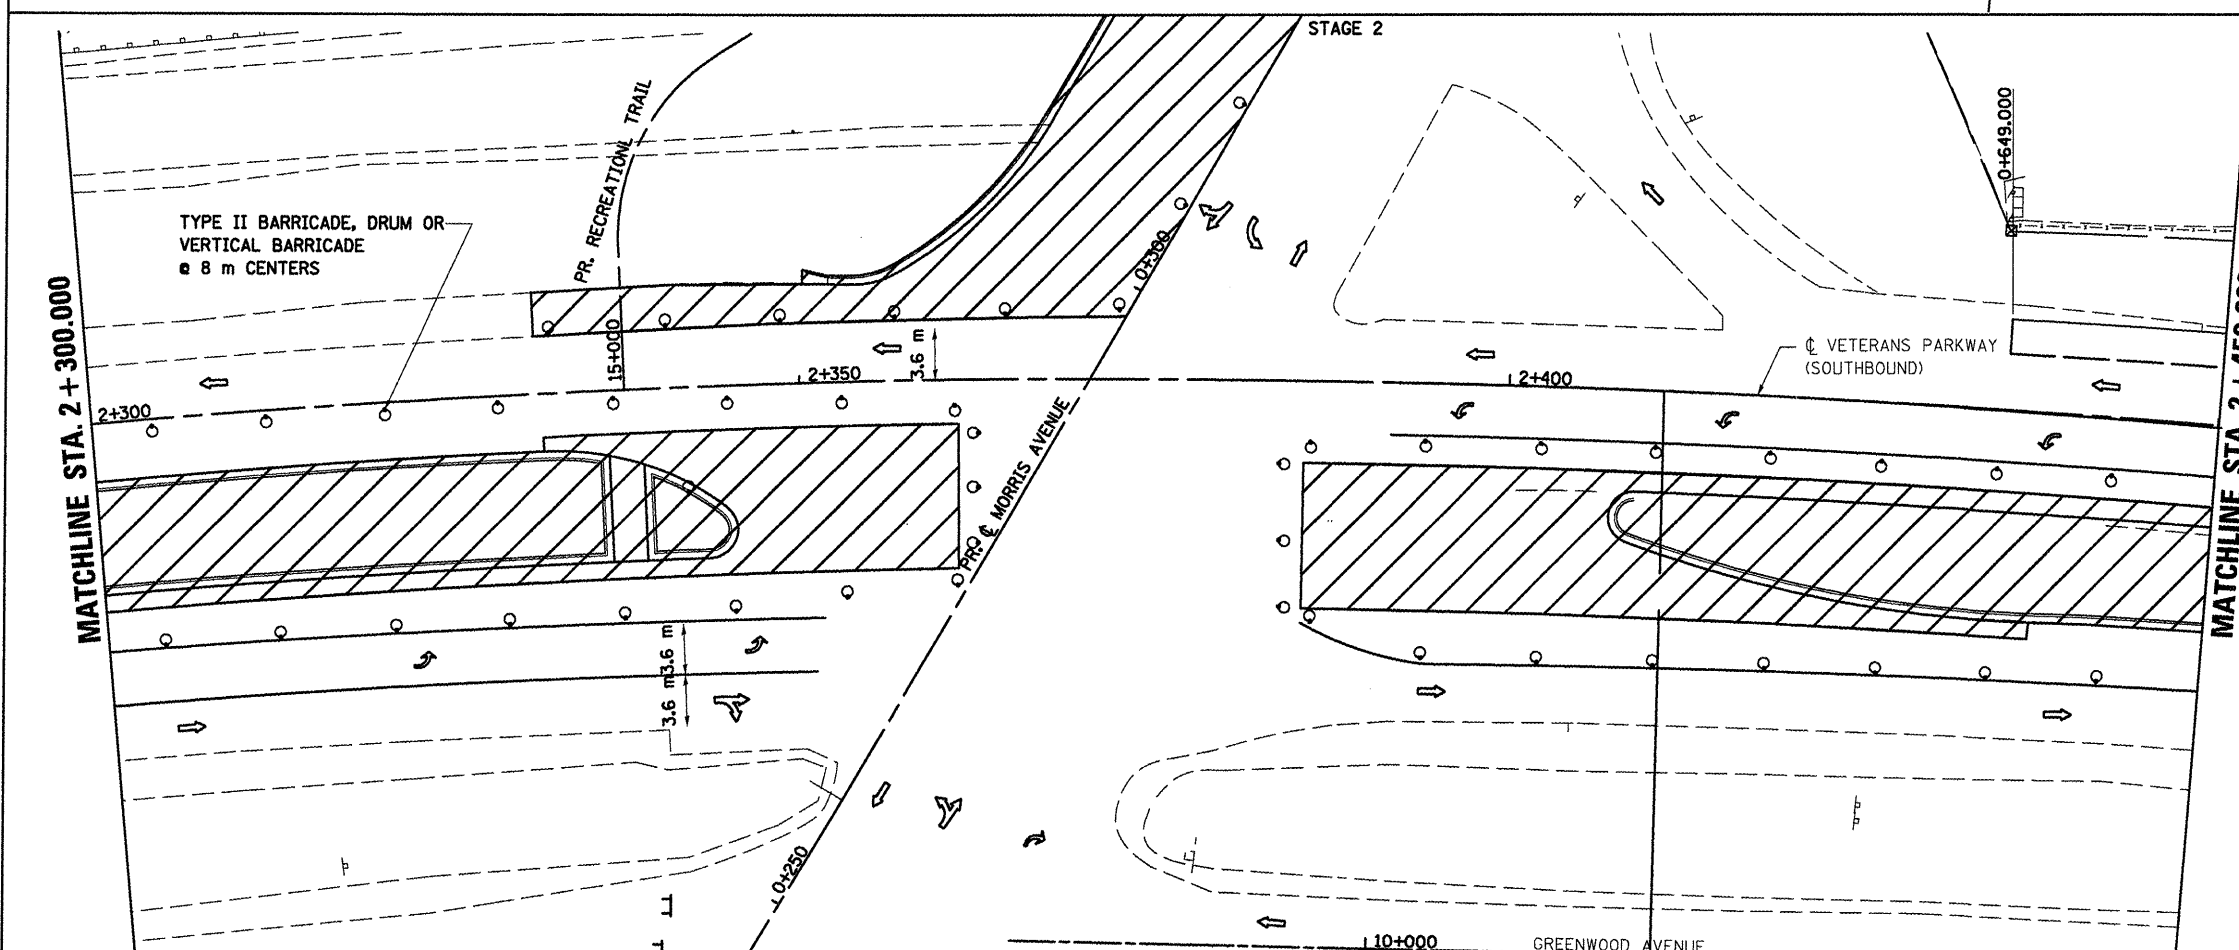 STAGE 2
PR. RECREATIONL TRAIL
0+649.000
TYPE II BARRICADE, DRUM OR
VERTICAL BARRICADE
@ 8 m CENTERS
MATCHLINE STA. 2+300.000
0+300
15+000
3.6 m
2+350
℄ VETERANS PARKWAY
(SOUTHBOUND)
2+400
2+300
PR. ℄ MORRIS AVENUE
MATCHLINE STA
3.6 m
3.6 m
0+250
10+000
GREENWOOD AVENUE